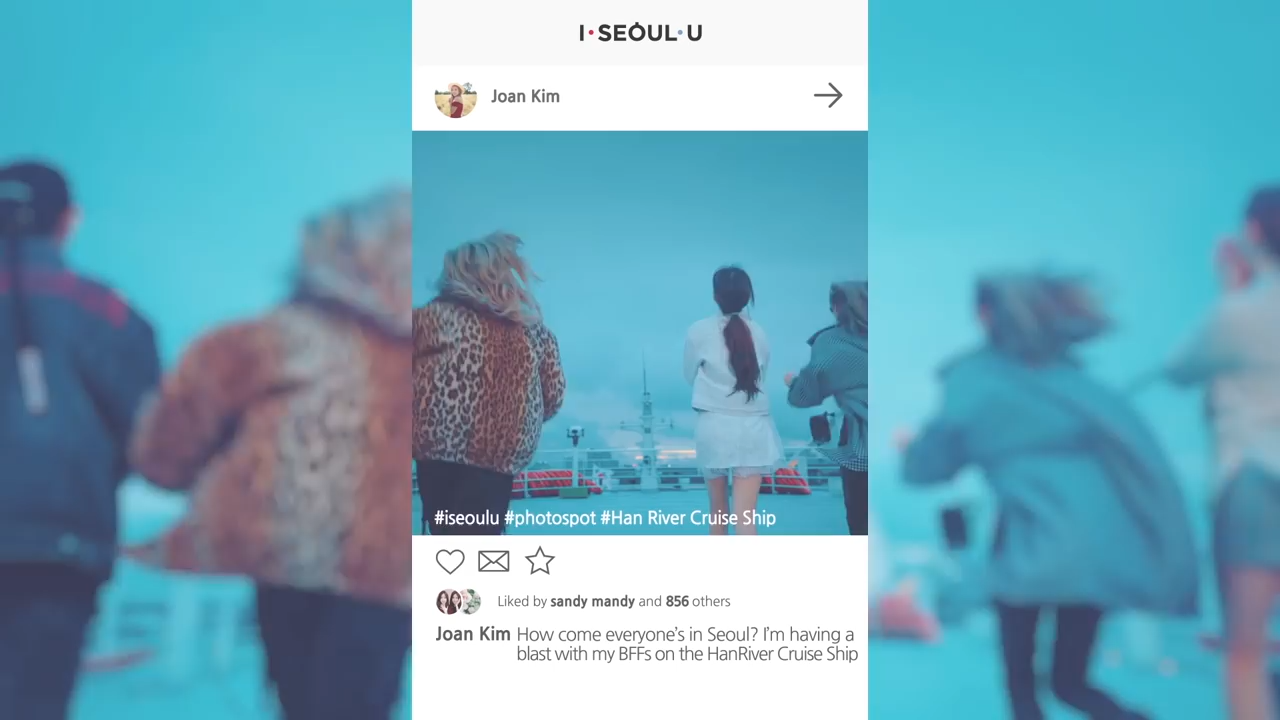 I·SEOUL·U
Joan Kim
#iseoulu #photospot #Han River Cruise Ship
Liked by sandy mandy and 856 others
Joan Kim How come everyone's in Seoul? I'm having a
blast with my BFFs on the HanRiver Cruise Ship